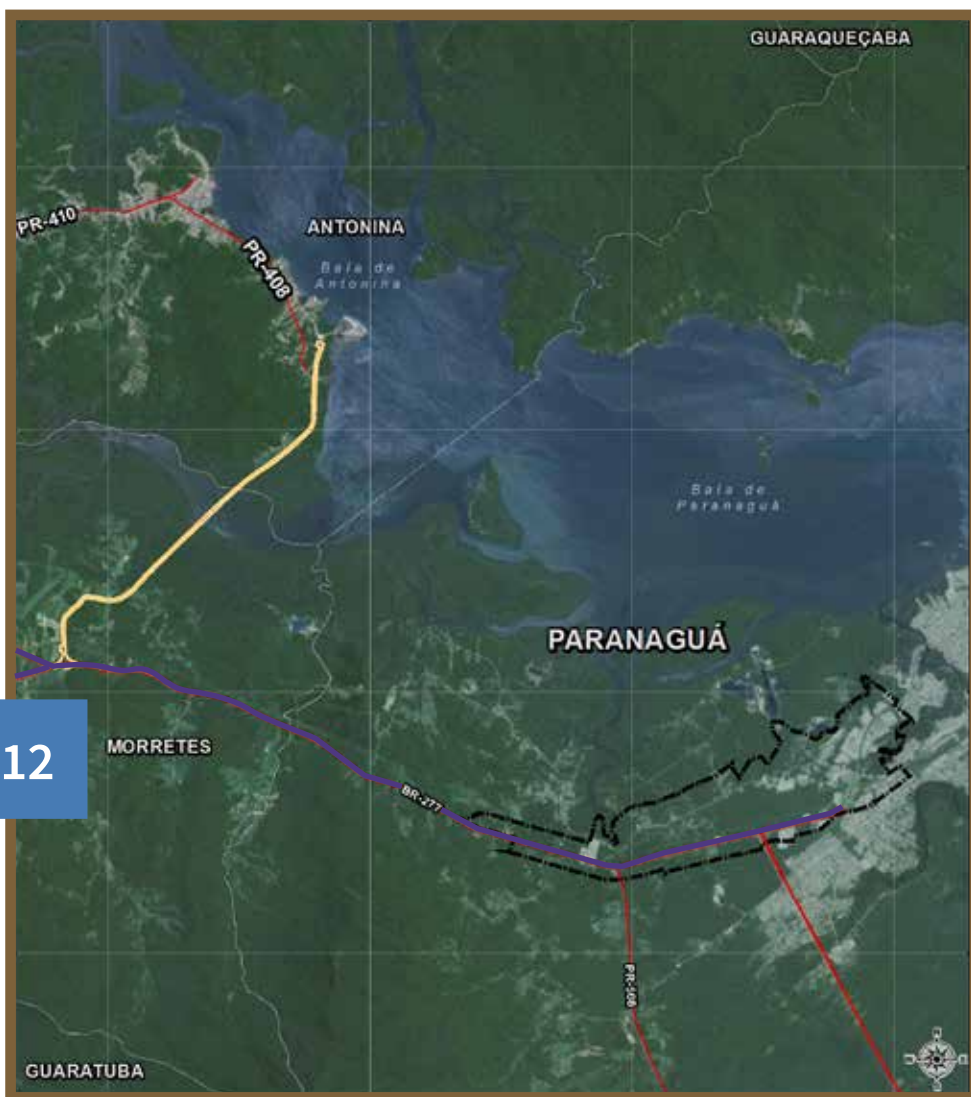 GUARAQUEÇABA
PR-410
ANTONINA
PR-408
Baía de
Antonina
Baía de
Paranaguá
PARANAGUÁ
12
MORRETES
BR-277
PR-508
GUARATUBA